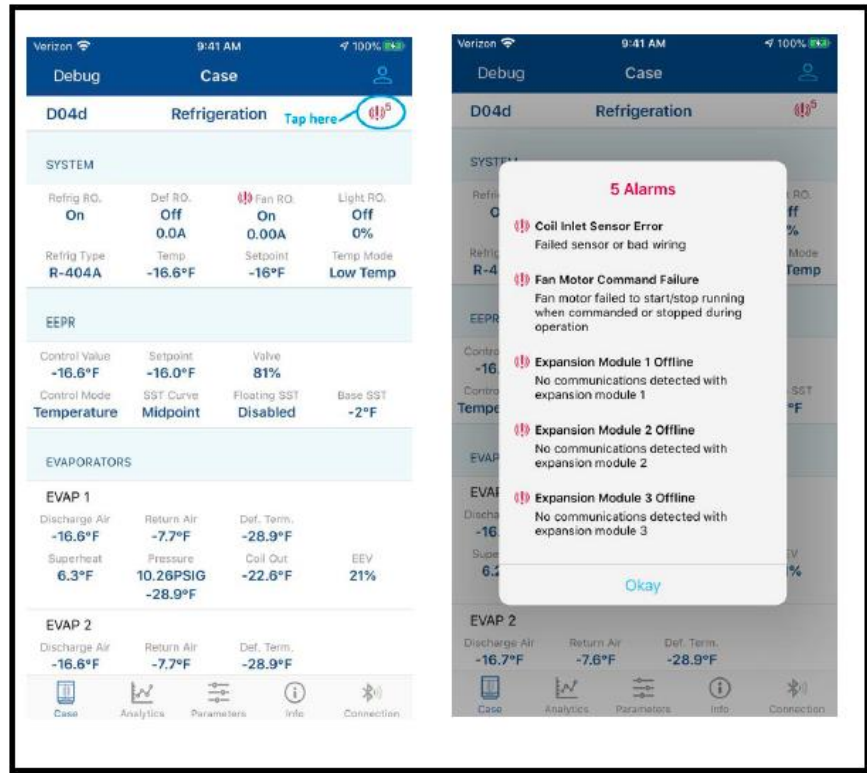 Verizon 9:41 AM 100%
Debug Case
D04d Refrigeration Tap here 5
SYSTEM
Refrig RO. Def RO. Fan RO. Light RO.
On Off On Off
0.0A 0.00A 0%
Refrig Type Temp Setpoint Temp Mode
R-404A -16.6°F -16°F Low Temp
EEPR
Control Value Setpoint Valve
-16.6°F -16.0°F 81%
Control Mode SST Curve Floating SST Base SST
Temperature Midpoint Disabled -2°F
EVAPORATORS
EVAP 1
Discharge Air Return Air Def. Term.
-16.6°F -7.7°F -28.9°F
Superheat Pressure Coil Out EEV
6.3°F 10.26PSIG -22.6°F 21%
-28.9°F
EVAP 2
Discharge Air Return Air Def. Term.
-16.6°F -7.7°F -28.9°F
Case Analytics Parameters Info Connection
Verizon 9:41 AM 100%
Debug Case
D04d Refrigeration 5
5 Alarms
Coil Inlet Sensor Error
Failed sensor or bad wiring
Fan Motor Command Failure
Fan motor failed to start/stop running
when commanded or stopped during
operation
Expansion Module 1 Offline
No communications detected with
expansion module 1
Expansion Module 2 Offline
No communications detected with
expansion module 2
Expansion Module 3 Offline
No communications detected with
expansion module 3
Okay
EVAP 2
Discharge Air Return Air Def. Term.
-16.7°F -7.6°F -28.9°F
Case Analytics Parameters Info Connection